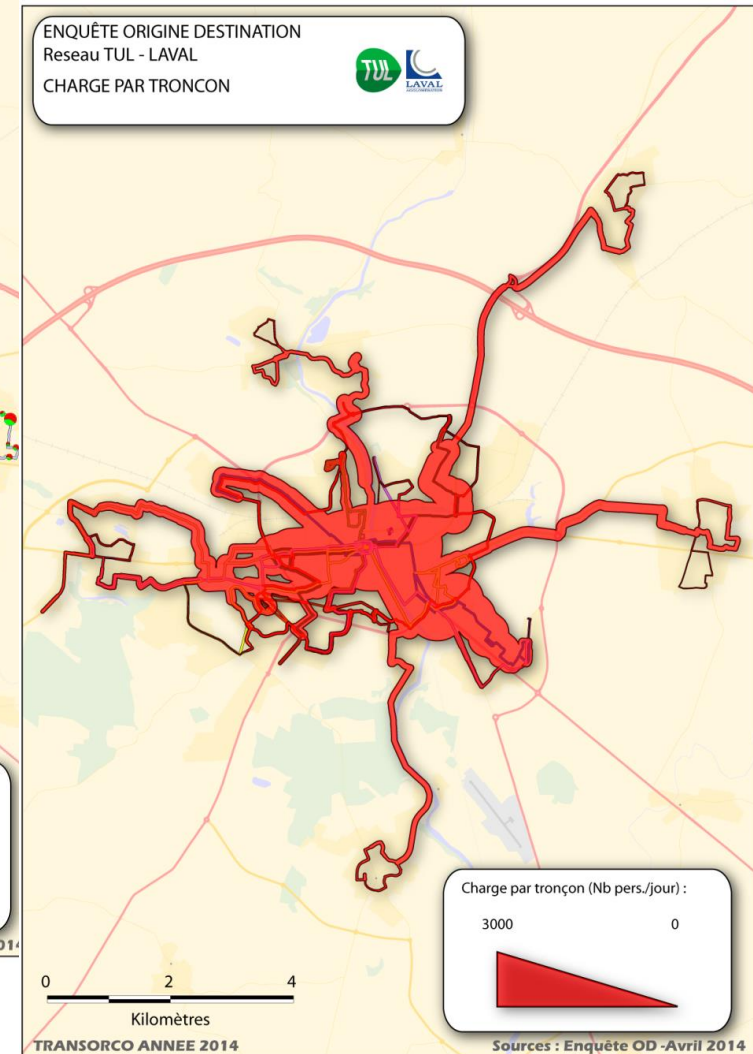 ENQUÊTE ORIGINE DESTINATION
Reseau TUL - LAVAL
CHARGE PAR TRONCON
TUL
LAVAL
Charge par tronçon (Nb pers./jour) :
3000 0
0 2 4
Kilomètres
TRANSORCO ANNEE 2014
Sources : Enquête OD -Avril 2014